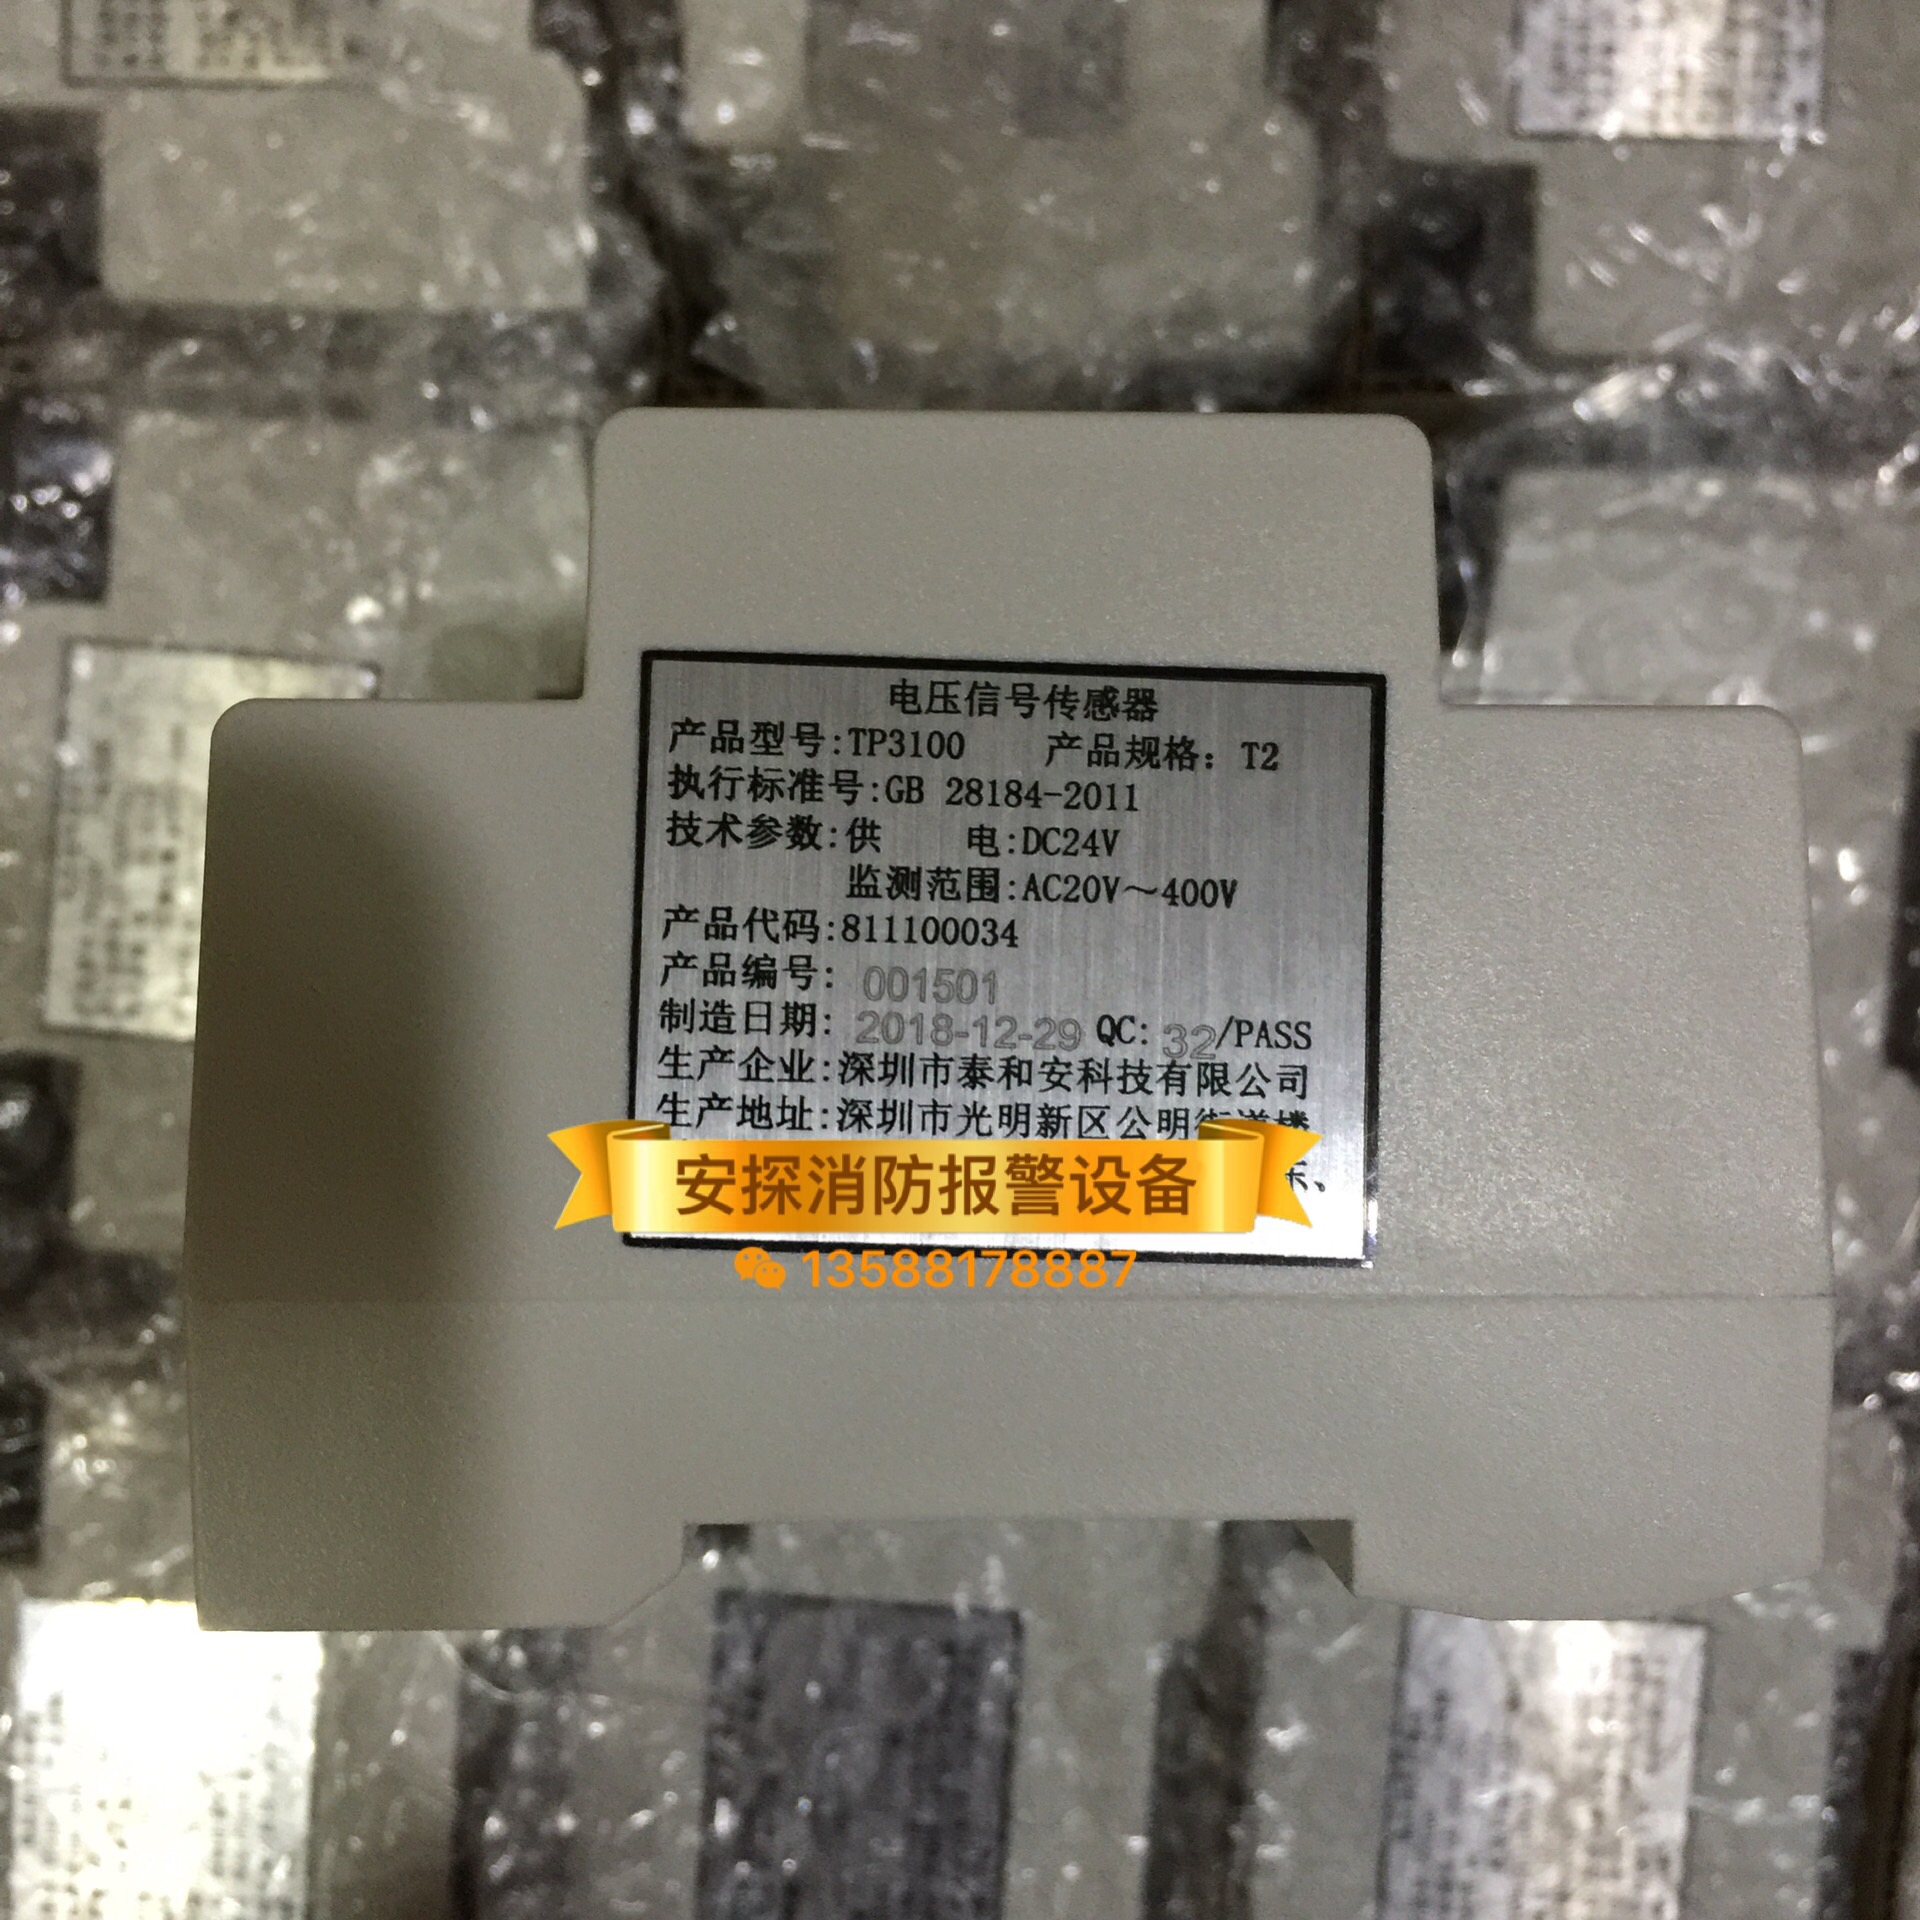 电压信号传感器
产品型号:TP3100 产品规格: T2
执行标准号:GB 28184-2011
技术参数:供 电:DC24V
监测范围:AC20V～400V
产品代码:811100034
产品编号: 001501
制造日期: 2018-12-29 QC: 32/PASS
生产企业:深圳市泰和安科技有限公司
生产地址:深圳市光明新区公明街道楼
安探消防报警设备
13588178887